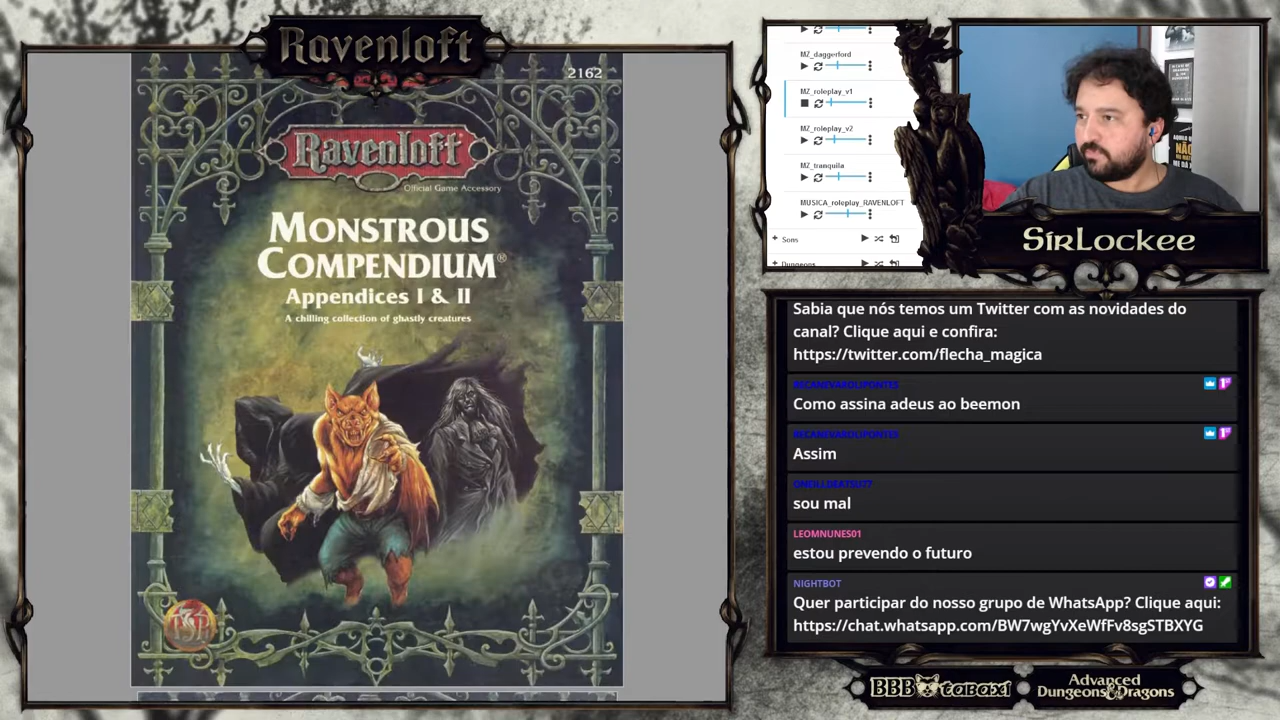 Ravenloft
2162
Ravenloft
Official Game Accessory
MONSTROUS
COMPENDIUM®
Appendices I & II
A chilling collection of ghastly creatures
TSR
MZ_daggerford
MZ_roleplay_v1
MZ_roleplay_v2
MZ_tranquila
MUSICA_roleplay_RAVENLOFT
Sons
Dungeons
SirLockee
Sabia que nós temos um Twitter com as novidades do
canal? Clique aqui e confira:
https://twitter.com/flecha_magica
Como assina adeus ao beemon
Assim
sou mal
LEOMNUNES01
estou prevendo o futuro
NIGHTBOT
Quer participar do nosso grupo de WhatsApp? Clique aqui:
https://chat.whatsapp.com/BW7wgYvXeWfFv8sgSTBXYG
BBB tabaxi
Advanced
Dungeons & Dragons